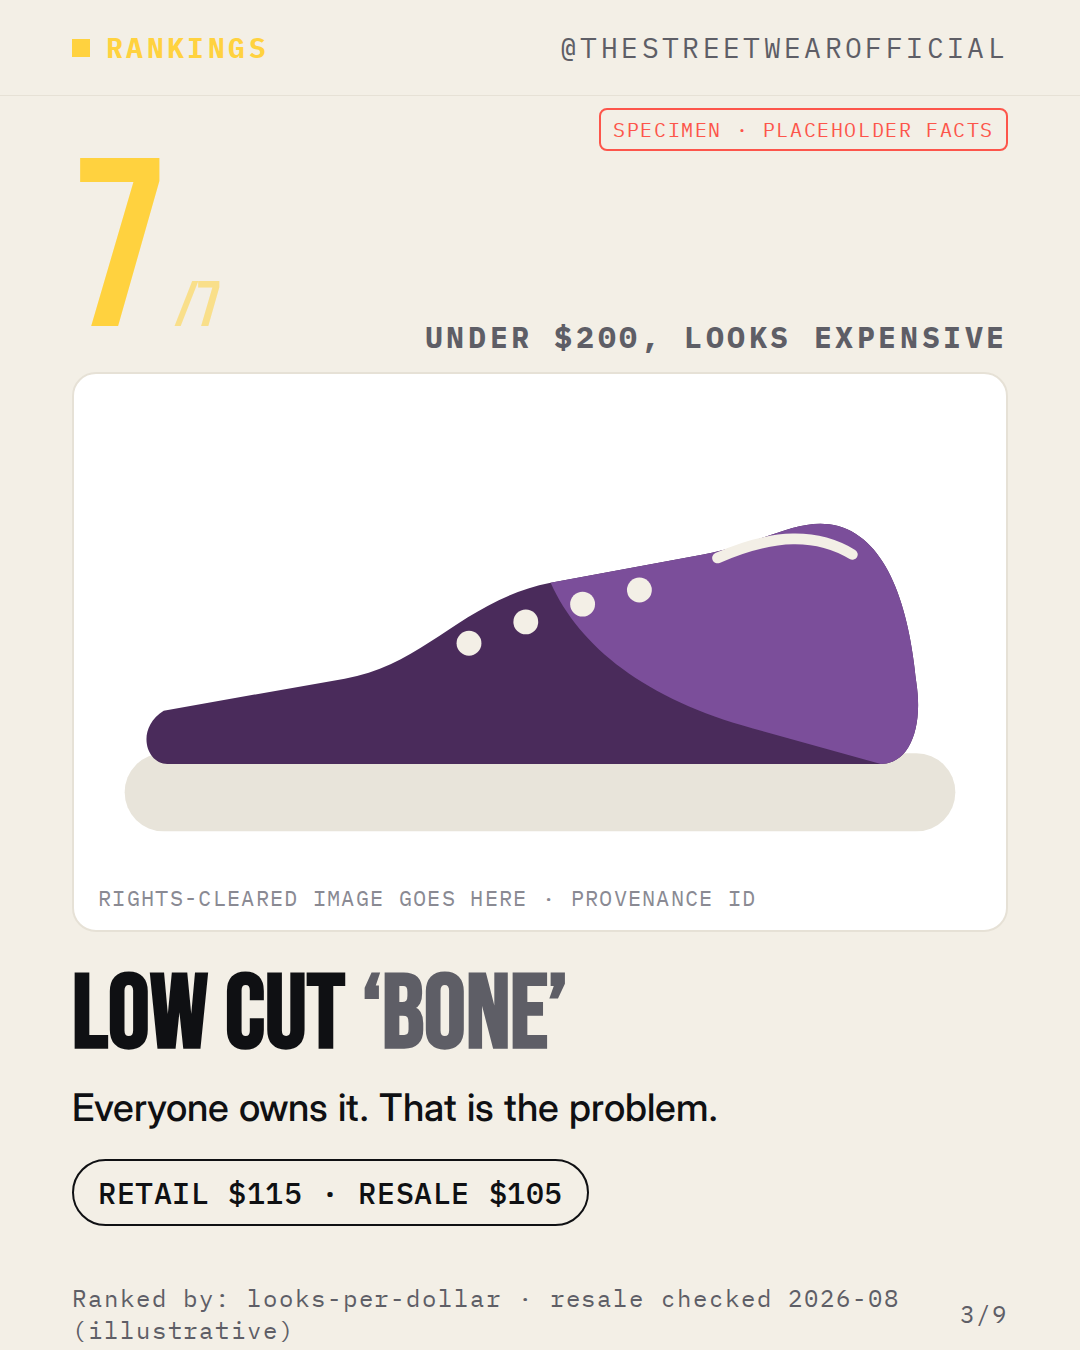 RANKINGS
@THESTREETWEAROFFICIAL
SPECIMEN · PLACEHOLDER FACTS
7/7
UNDER $200, LOOKS EXPENSIVE
RIGHTS-CLEARED IMAGE GOES HERE · PROVENANCE ID
LOW CUT ‘BONE’
Everyone owns it. That is the problem.
RETAIL $115 · RESALE $105
Ranked by: looks-per-dollar · resale checked 2026-08
(illustrative)
3/9